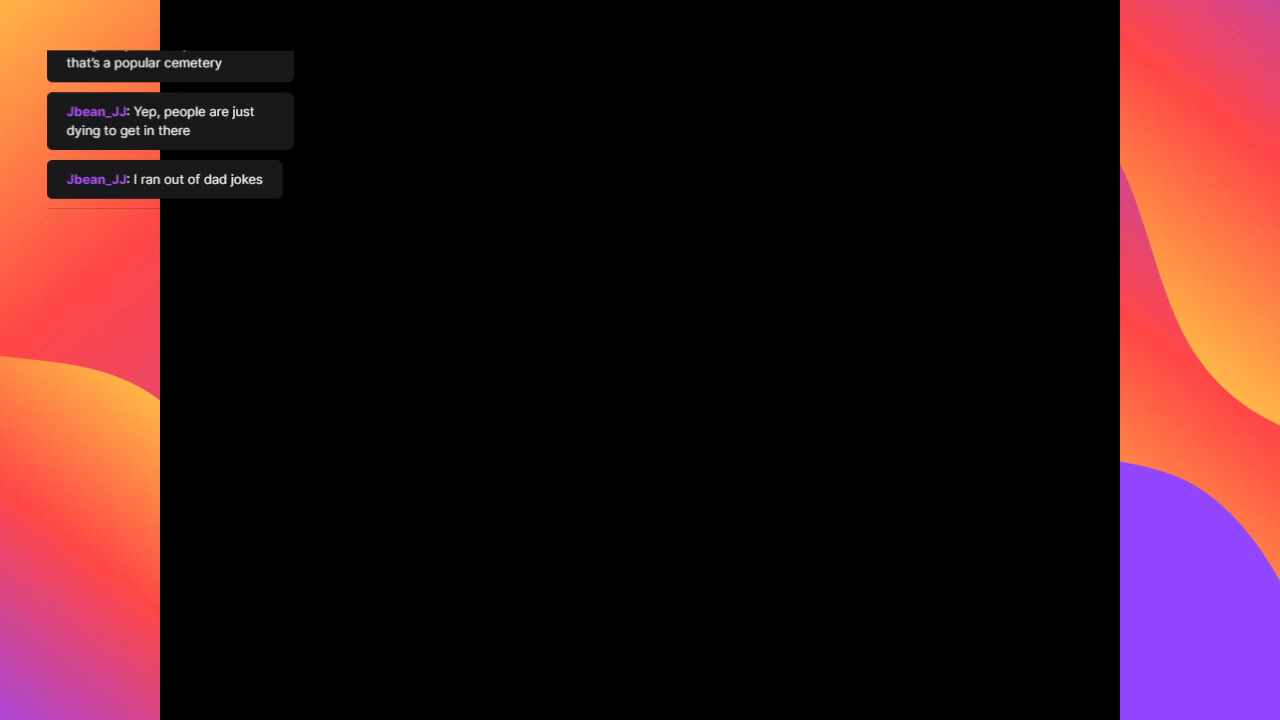 that's a popular cemetery
Jbean_JJ: Yep, people are just
dying to get in there
Jbean_JJ: I ran out of dad jokes